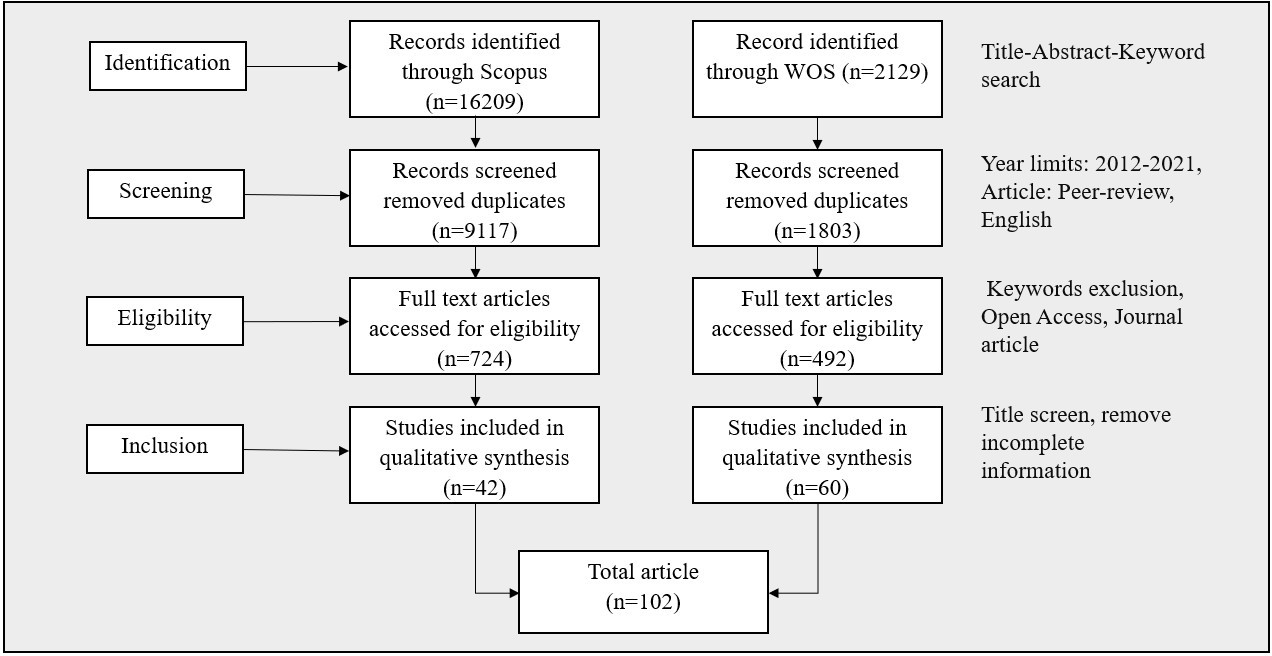 Identification
Records identified
through Scopus
(n=16209)
Record identified
through WOS (n=2129)
Title-Abstract-Keyword
search
Screening
Records screened
removed duplicates
(n=9117)
Records screened
removed duplicates
(n=1803)
Year limits: 2012-2021,
Article: Peer-review,
English
Eligibility
Full text articles
accessed for eligibility
(n=724)
Full text articles
accessed for eligibility
(n=492)
Keywords exclusion,
Open Access, Journal
article
Inclusion
Studies included in
qualitative synthesis
(n=42)
Studies included in
qualitative synthesis
(n=60)
Title screen, remove
incomplete
information
Total article
(n=102)